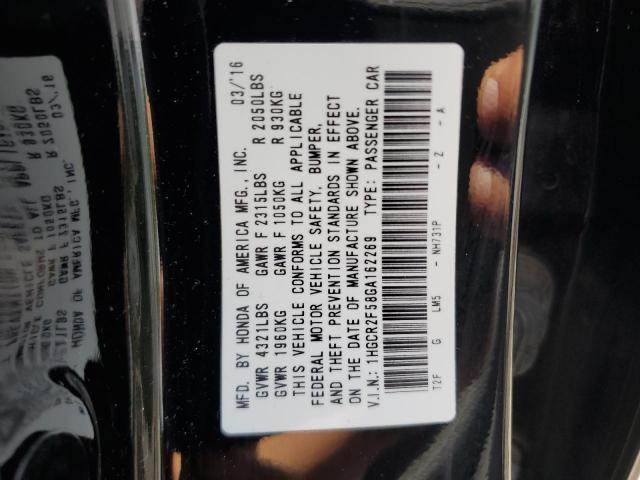 MFD. BY HONDA OF AMERICA MFG., INC. 03/'16
GVWR 4321LBS GAWR F 2315LBS R 2050LBS
GVWR 1960KG GAWR F 1050KG R 930KG
THIS VEHICLE CONFORMS TO ALL APPLICABLE
FEDERAL MOTOR VEHICLE SAFETY, BUMPER,
AND THEFT PREVENTION STANDARDS IN EFFECT
ON THE DATE OF MANUFACTURE SHOWN ABOVE.
V.I.N.: 1HGCR2F58GA162269 TYPE: PASSENGER CAR
T2F G LM5 - NH731P - Z - A